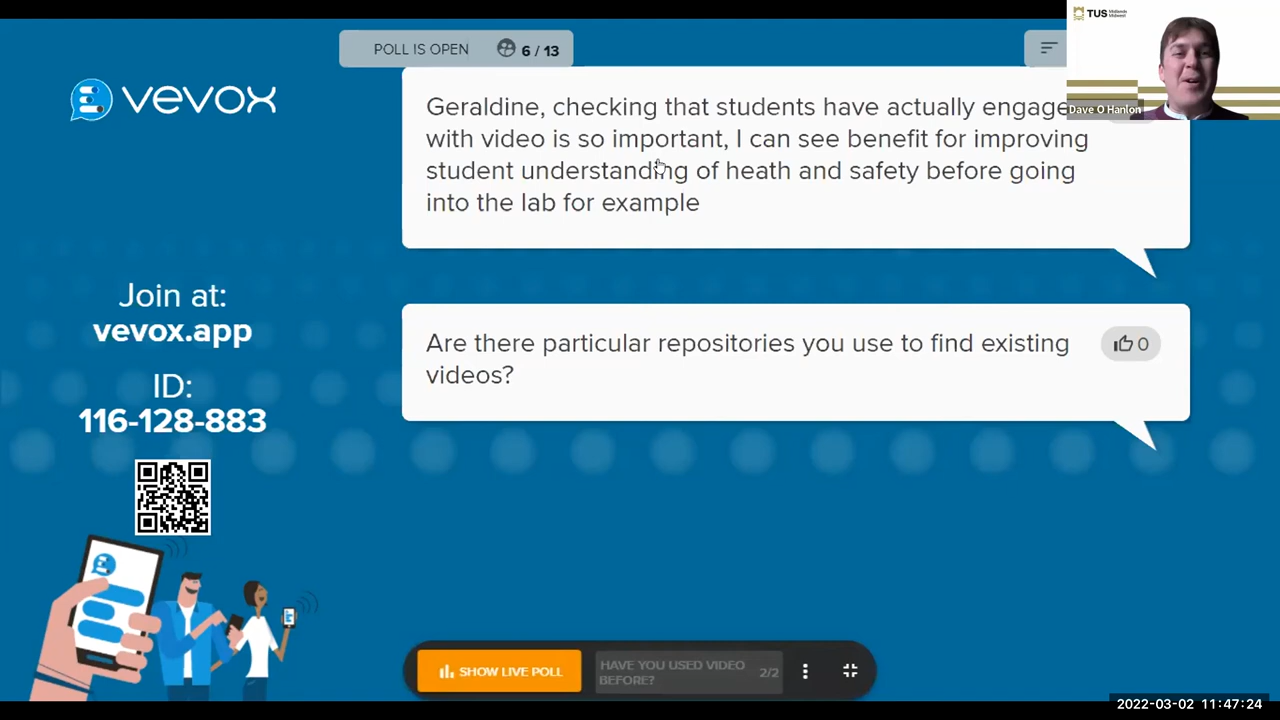 POLL IS OPEN 6 / 13
TUS Midlands
Midwest
Dave O Hanlon
vevox
Geraldine, checking that students have actually engage
with video is so important, I can see benefit for improving
student understanding of heath and safety before going
into the lab for example
Are there particular repositories you use to find existing
videos?
0
Join at:
vevox.app
ID:
116-128-883
SHOW LIVE POLL
HAVE YOU USED VIDEO
BEFORE?
2/2
2022-03-02 11:47:24